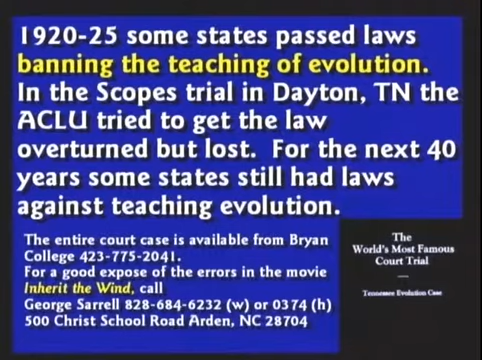 1920-25 some states passed laws
banning the teaching of evolution.
In the Scopes trial in Dayton, TN the
ACLU tried to get the law
overturned but lost.  For the next 40
years some states still had laws
against teaching evolution.
The entire court case is available from Bryan
College 423-775-2041.
For a good expose of the errors in the movie
Inherit the Wind, call
George Sarrell 828-684-6232 (w) or 0374 (h)
500 Christ School Road Arden, NC 28704
The
World's Most Famous
Court Trial
Tennessee Evolution Case